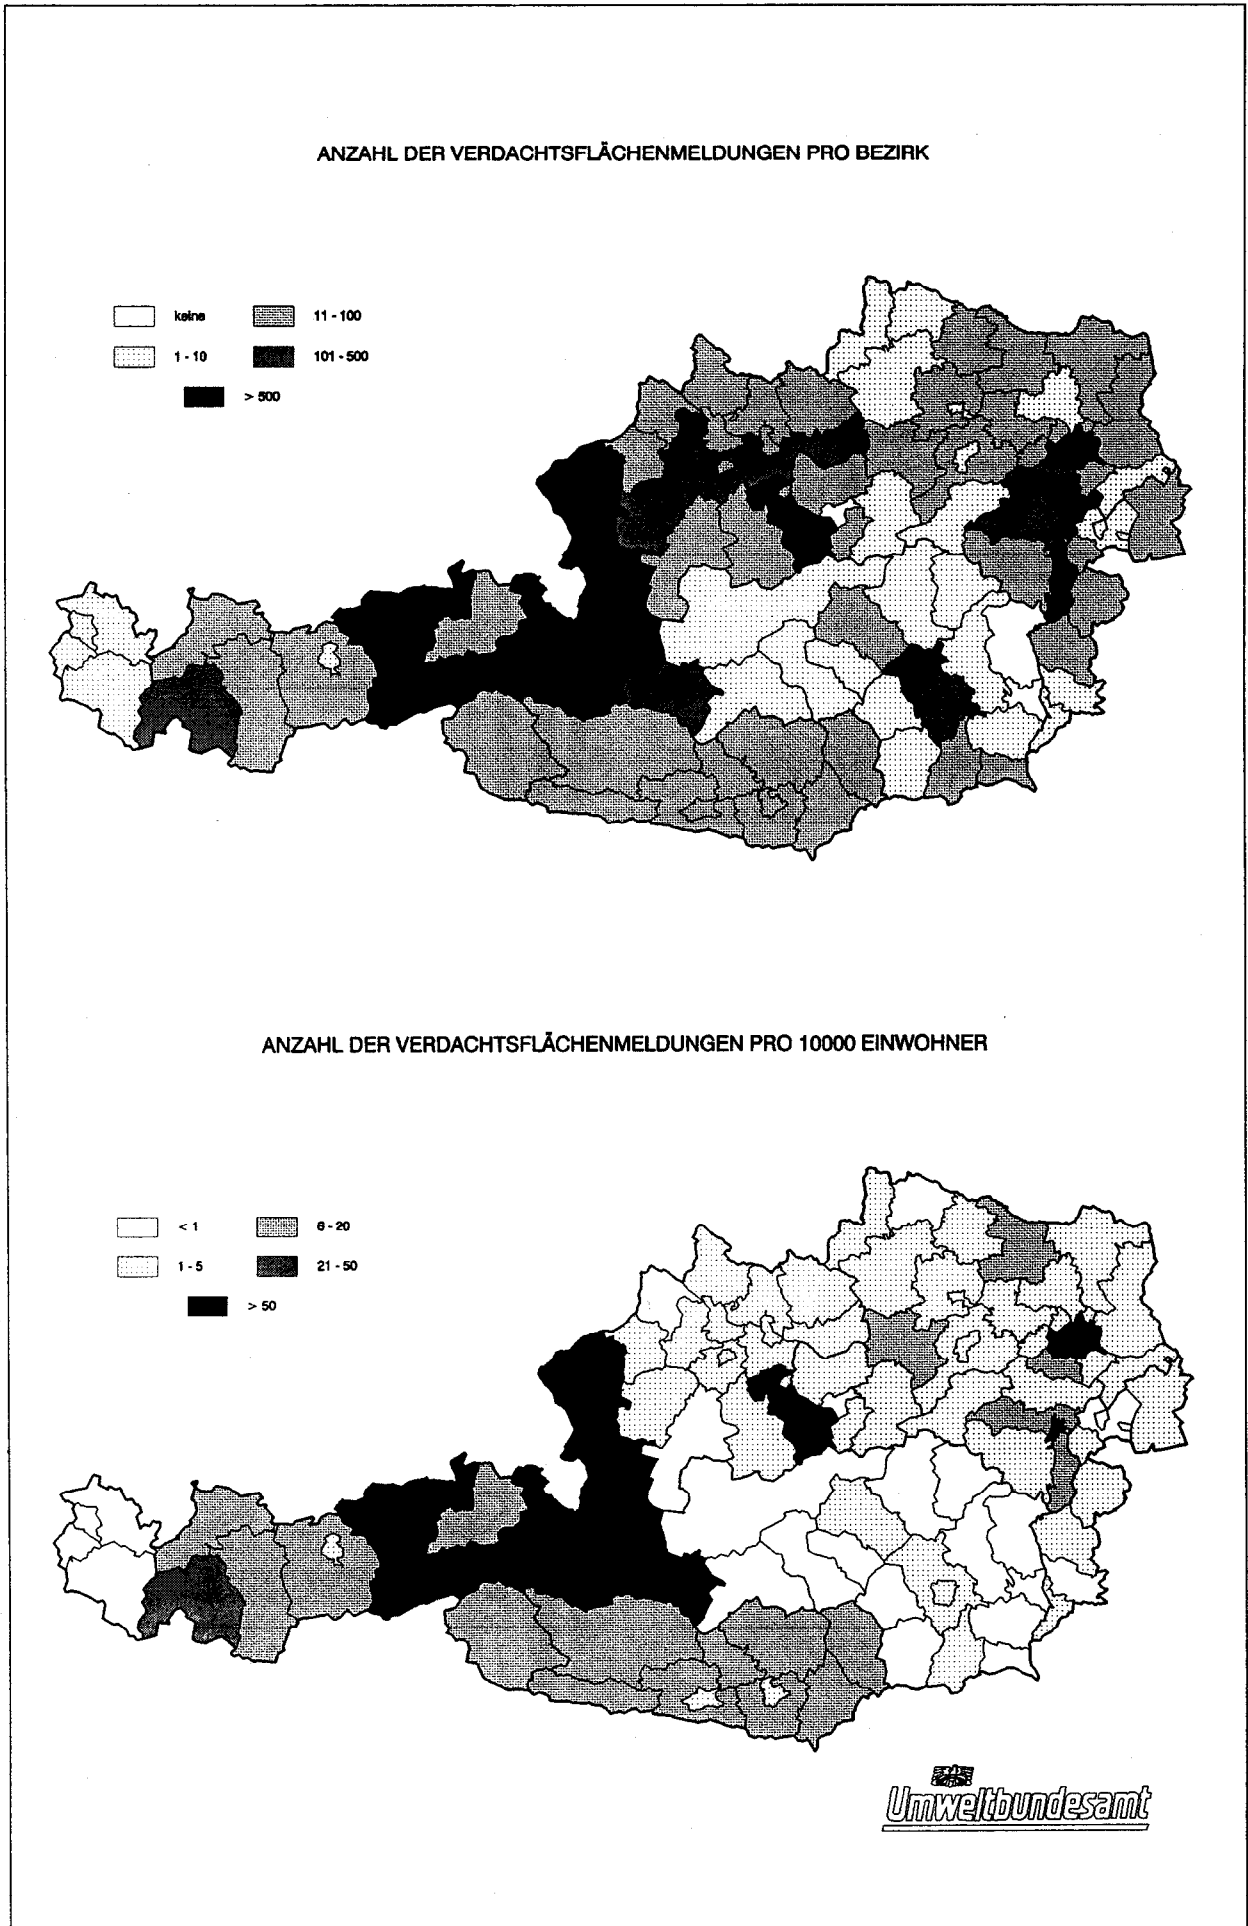 ANZAHL DER VERDACHTSFLÄCHENMELDUNGEN PRO BEZIRK
keine 11 - 100
1 - 10 101 - 500
> 500
ANZAHL DER VERDACHTSFLÄCHENMELDUNGEN PRO 10000 EINWOHNER
< 1 6 - 20
1 - 5 21 - 50
> 50
Umweltbundesamt